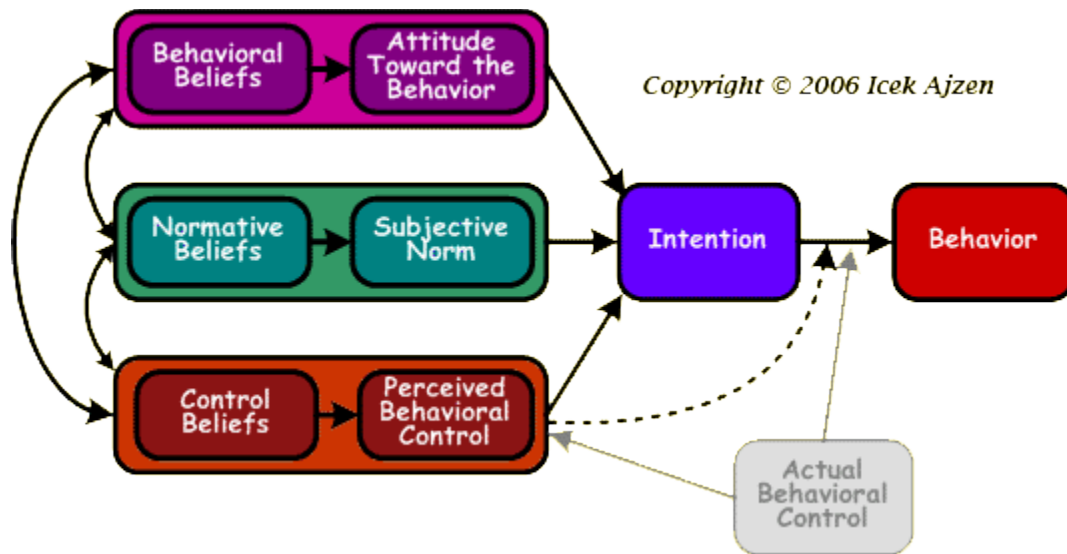 Behavioral
Beliefs
Attitude
Toward the
Behavior
Copyright © 2006 Icek Ajzen
Normative
Beliefs
Subjective
Norm
Intention
Behavior
Control
Beliefs
Perceived
Behavioral
Control
Actual
Behavioral
Control